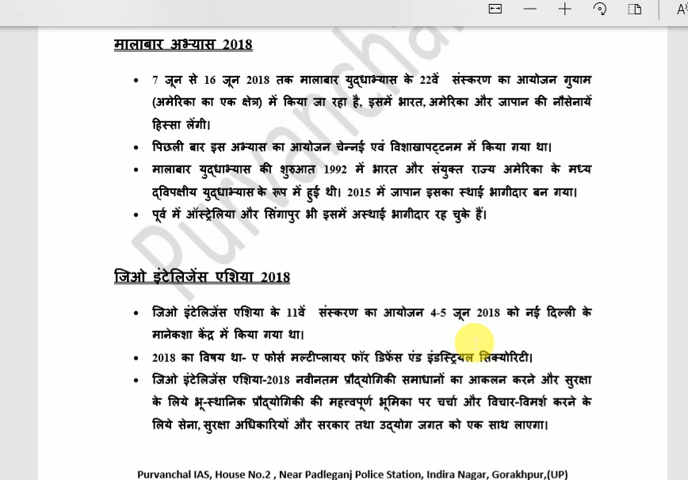 मालाबार अभ्यास 2018
• 7 जून से 16 जून 2018 तक मालाबार युद्धाभ्यास के 22वें संस्करण का आयोजन गुयाम
(अमेरिका का एक क्षेत्र) में किया जा रहा है, इसमें भारत, अमेरिका और जापान की नौसेनायें
हिस्सा लेंगी।
• पिछली बार इस अभ्यास का आयोजन चेन्नई एवं विशाखापट्टनम में किया गया था।
• मालाबार युद्धाभ्यास की शुरुआत 1992 में भारत और संयुक्त राज्य अमेरिका के मध्य
द्विपक्षीय युद्धाभ्यास के रूप में हुई थी। 2015 में जापान इसका स्थाई भागीदार बन गया।
• पूर्व में ऑस्ट्रेलिया और सिंगापुर भी इसमें अस्थाई भागीदार रह चुके हैं।
जिओ इंटेलिजेंस एशिया 2018
• जिओ इंटेलिजेंस एशिया के 11वें संस्करण का आयोजन 4-5 जून 2018 को नई दिल्ली के
मानेकशा केंद्र में किया गया था।
• 2018 का विषय था- ए फोर्स मल्टीप्लायर फॉर डिफेंस एंड इंडस्ट्रियल सिक्योरिटी।
• जिओ इंटेलिजेंस एशिया-2018 नवीनतम प्रौद्योगिकी समाधानों का आकलन करने और सुरक्षा
के लिये भू-स्थानिक प्रौद्योगिकी की महत्त्वपूर्ण भूमिका पर चर्चा और विचार-विमर्श करने के
लिये सेना, सुरक्षा अधिकारियों और सरकार तथा उद्योग जगत को एक साथ लाएगा।
Purvanchal IAS, House No.2 , Near Padleganj Police Station, Indira Nagar, Gorakhpur,(UP)
Purvancha